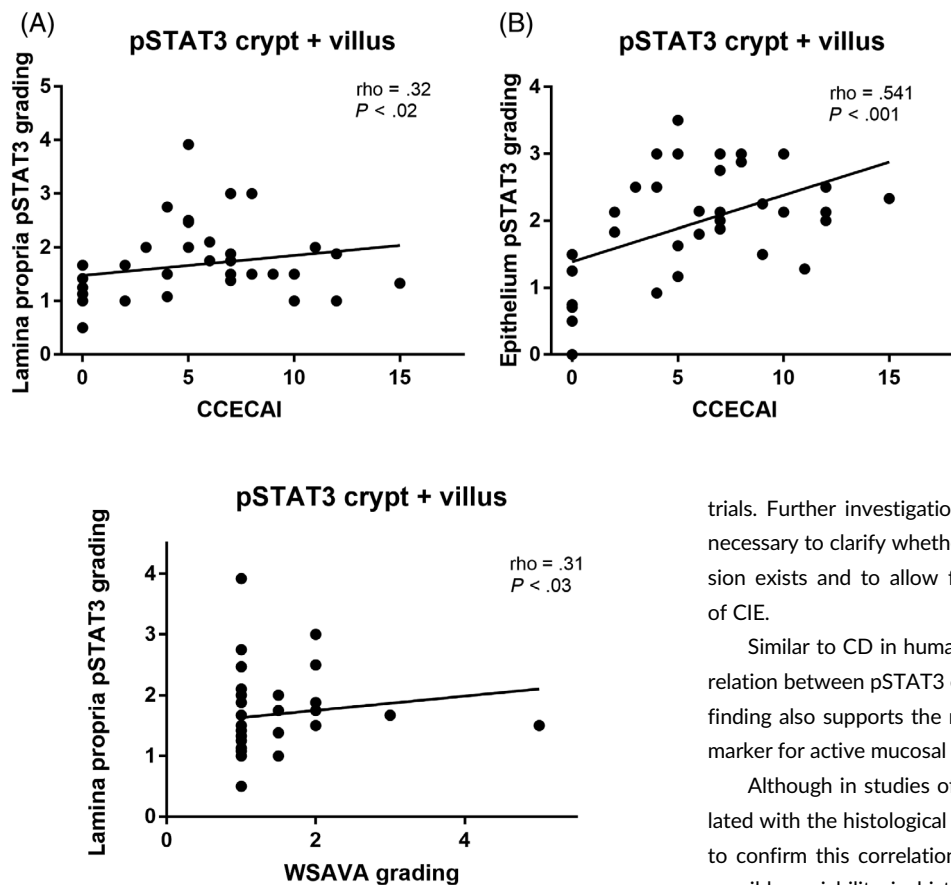 (A)
pSTAT3 crypt + villus
Lamina propria pSTAT3 grading
rho = .32
P < .02
5
4
3
2
1
0
0 5 10 15
CCECAI
(B)
pSTAT3 crypt + villus
Epithelium pSTAT3 grading
rho = .541
P < .001
4
3
2
1
0
0 5 10 15
CCECAI
pSTAT3 crypt + villus
Lamina propria pSTAT3 grading
rho = .31
P < .03
4
3
2
1
0
0 2 4
WSAVA grading
trials. Further investigation
necessary to clarify wheth
sion exists and to allow f
of CIE.
Similar to CD in huma
relation between pSTAT3
finding also supports the
marker for active mucosal
Although in studies of
lated with the histological
to confirm this correlation